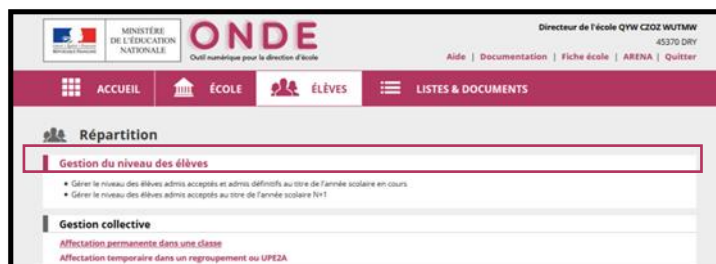 MINISTÈRE
DE L'ÉDUCATION
NATIONALE
ONDE
Outil numérique pour la direction d'école
Directeur de l'école QYW CZOZ WUTMW
45370 DRY
Aide | Documentation | Fiche école | ARENA | Quitter
ACCUEIL ÉCOLE ÉLÈVES LISTES & DOCUMENTS
Répartition
Gestion du niveau des élèves
• Gérer le niveau des élèves admis acceptés et admis définitifs au titre de l'année scolaire en cours
• Gérer le niveau des élèves admis acceptés au titre de l'année scolaire N+1
Gestion collective
Affectation permanente dans une classe
Affectation temporaire dans un regroupement ou UPE2A